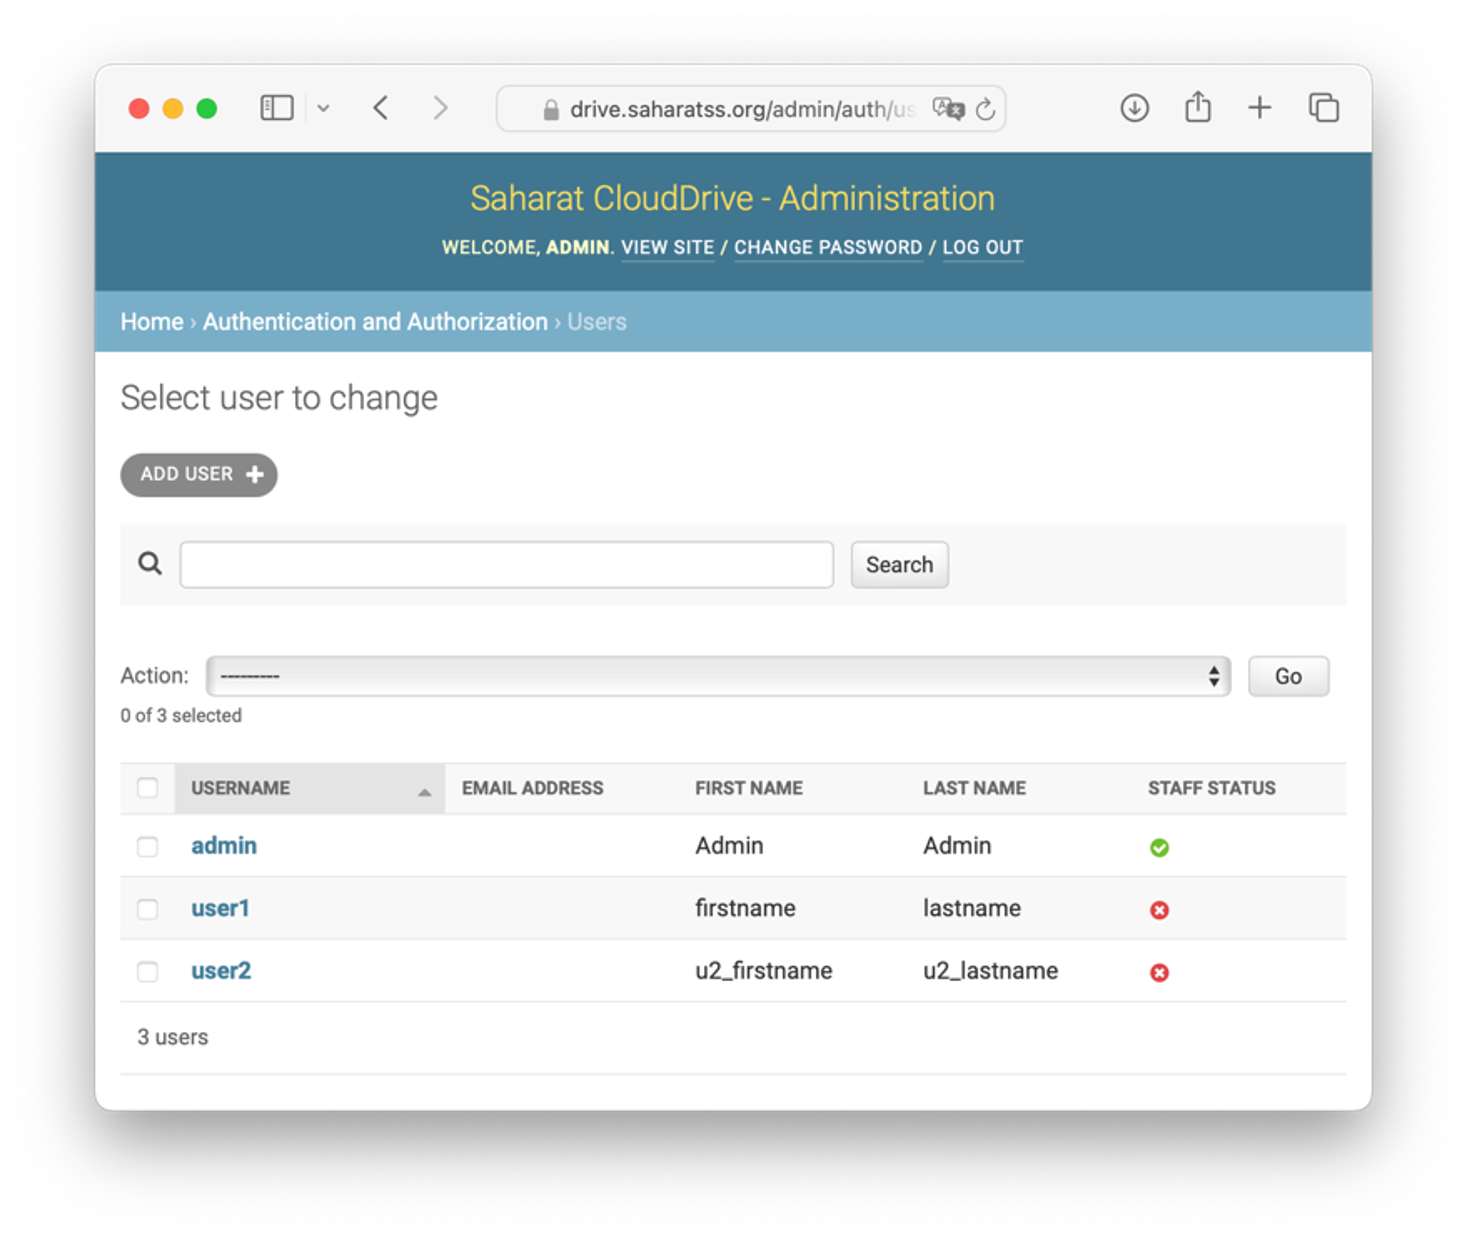 drive.saharatss.org/admin/auth/us
Saharat CloudDrive - Administration
WELCOME, ADMIN. VIEW SITE / CHANGE PASSWORD / LOG OUT
Home › Authentication and Authorization › Users
Select user to change
ADD USER +
Search
Action: --------- Go
0 of 3 selected
USERNAME EMAIL ADDRESS FIRST NAME LAST NAME STAFF STATUS
admin Admin Admin
user1 firstname lastname
user2 u2_firstname u2_lastname
3 users